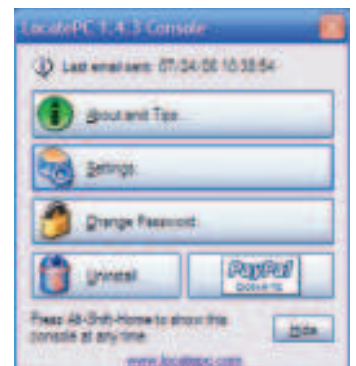 LocatePC 1.4.3 Console
Last email sent: 07/24/06 10:38:54
About and Tips...
Settings
Change Password
Uninstall
PayPal
DONATE
Press Alt-Shift-Home to show this
console at any time
Hide
www.locatepc.com